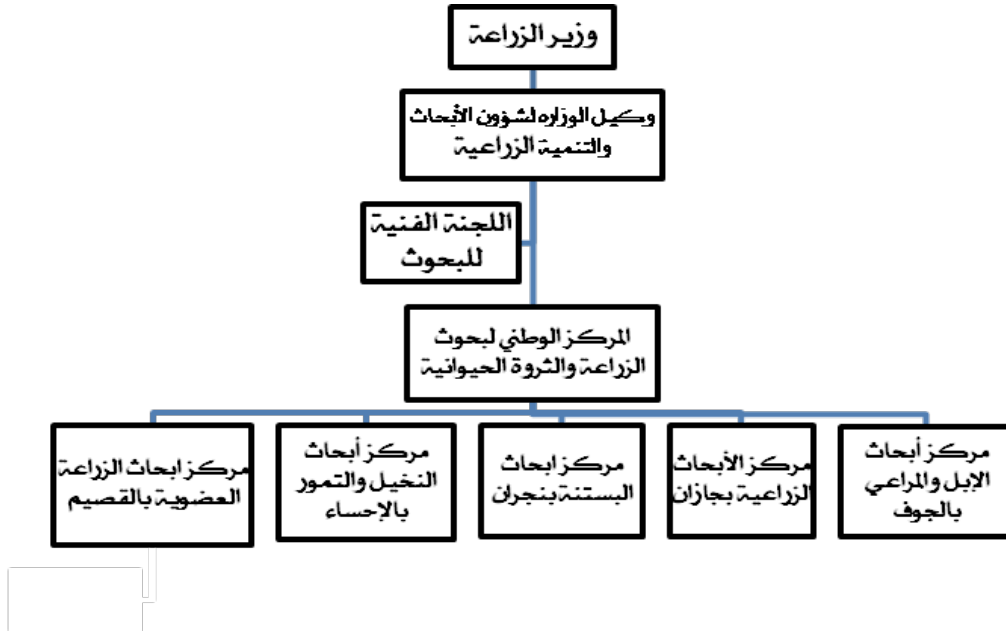 وزير الزراعة
وكيل الوزاره لشؤون الأبحاث
والتنمية الزراعية
اللجنة الفنية
للبحوث
المركز الوطني لبحوث
الزراعة والثروة الحيوانية
مركز أبحاث
الإبل والمراعي
بالجوف
مركز الأبحاث
الزراعية بجازان
مركز ابحاث
البستنة بنجران
مركز أبحاث
النخيل والتمور
بالإحساء
مركز ابحاث الزراعة
العضوية بالقصيم